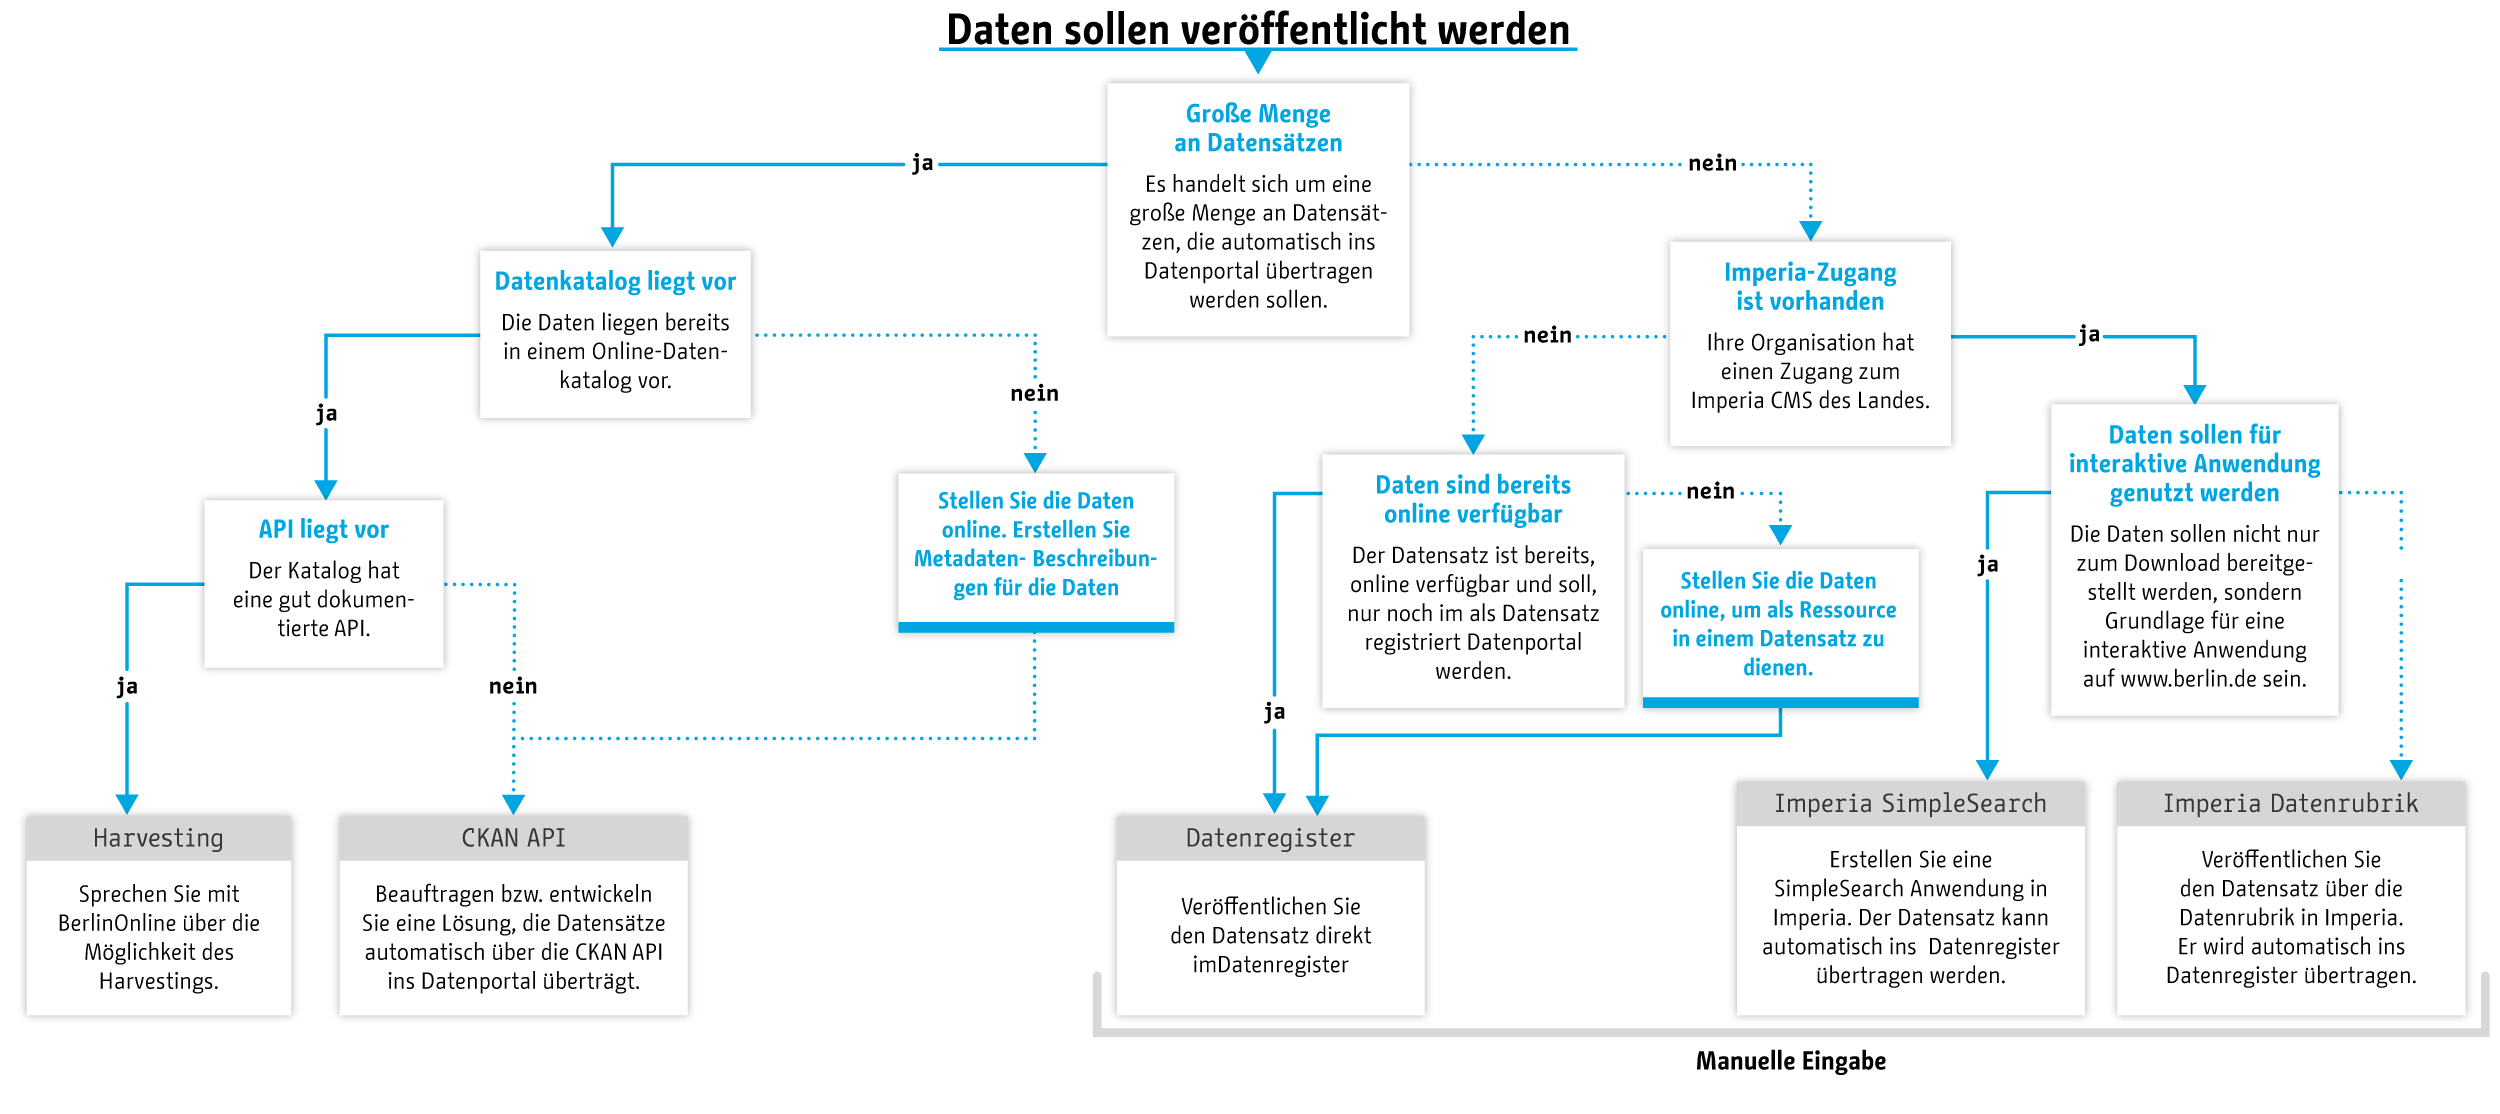 Daten sollen veröffentlicht werden
Große Menge
an Datensätzen
Es handelt sich um eine
große Menge an Datensät-
zen, die automatisch ins
Datenportal übertragen
werden sollen.
ja
nein
Datenkatalog liegt vor
Die Daten liegen bereits
in einem Online-Daten-
katalog vor.
Imperia-Zugang
ist vorhanden
Ihre Organisation hat
einen Zugang zum
Imperia CMS des Landes.
ja
nein
nein
ja
API liegt vor
Der Katalog hat
eine gut dokumen-
tierte API.
Stellen Sie die Daten
online. Erstellen Sie
Metadaten- Beschreibun-
gen für die Daten
Daten sind bereits
online verfügbar
Der Datensatz ist bereits,
online verfügbar und soll,
nur noch im als Datensatz
registriert Datenportal
werden.
nein
Stellen Sie die Daten
online, um als Ressource
in einem Datensatz zu
dienen.
Daten sollen für
interaktive Anwendung
genutzt werden
Die Daten sollen nicht nur
zum Download bereitge-
stellt werden, sondern
Grundlage für eine
interaktive Anwendung
auf www.berlin.de sein.
ja
nein
ja
ja
Harvesting
Sprechen Sie mit
BerlinOnline über die
Möglichkeit des
Harvestings.
CKAN API
Beauftragen bzw. entwickeln
Sie eine Lösung, die Datensätze
automatisch über die CKAN API
ins Datenportal überträgt.
Datenregister
Veröffentlichen Sie
den Datensatz direkt
imDatenregister
Imperia SimpleSearch
Erstellen Sie eine
SimpleSearch Anwendung in
Imperia. Der Datensatz kann
automatisch ins  Datenregister
übertragen werden.
Imperia Datenrubrik
Veröffentlichen Sie
den Datensatz über die
Datenrubrik in Imperia.
Er wird automatisch ins
Datenregister übertragen.
Manuelle Eingabe